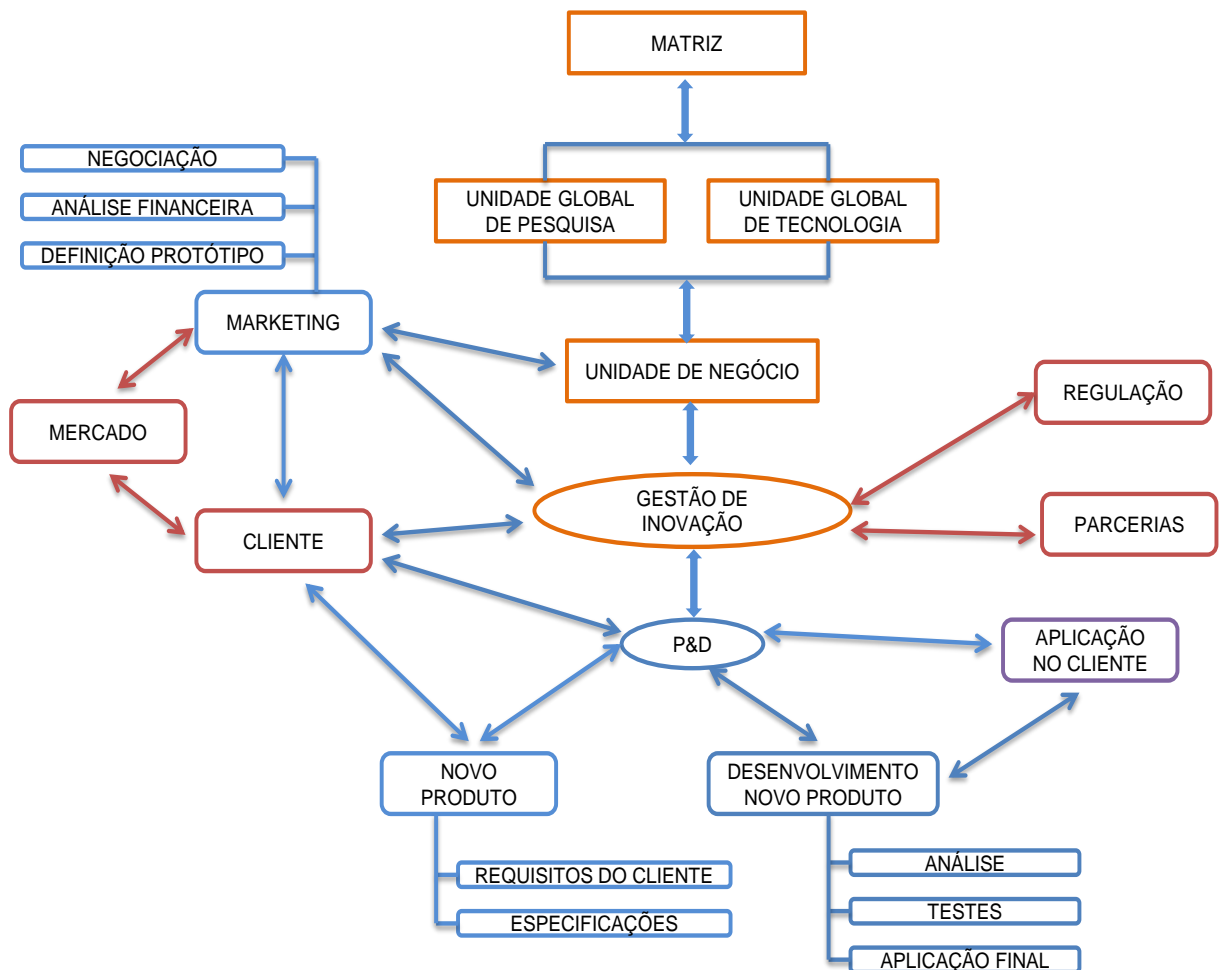 MATRIZ
NEGOCIAÇÃO
ANÁLISE FINANCEIRA
DEFINIÇÃO PROTÓTIPO
UNIDADE GLOBAL
DE PESQUISA
UNIDADE GLOBAL
DE TECNOLOGIA
MARKETING
UNIDADE DE NEGÓCIO
REGULAÇÃO
MERCADO
GESTÃO DE
INOVAÇÃO
PARCERIAS
CLIENTE
P&D
APLICAÇÃO
NO CLIENTE
NOVO
PRODUTO
DESENVOLVIMENTO
NOVO PRODUTO
REQUISITOS DO CLIENTE
ESPECIFICAÇÕES
ANÁLISE
TESTES
APLICAÇÃO FINAL